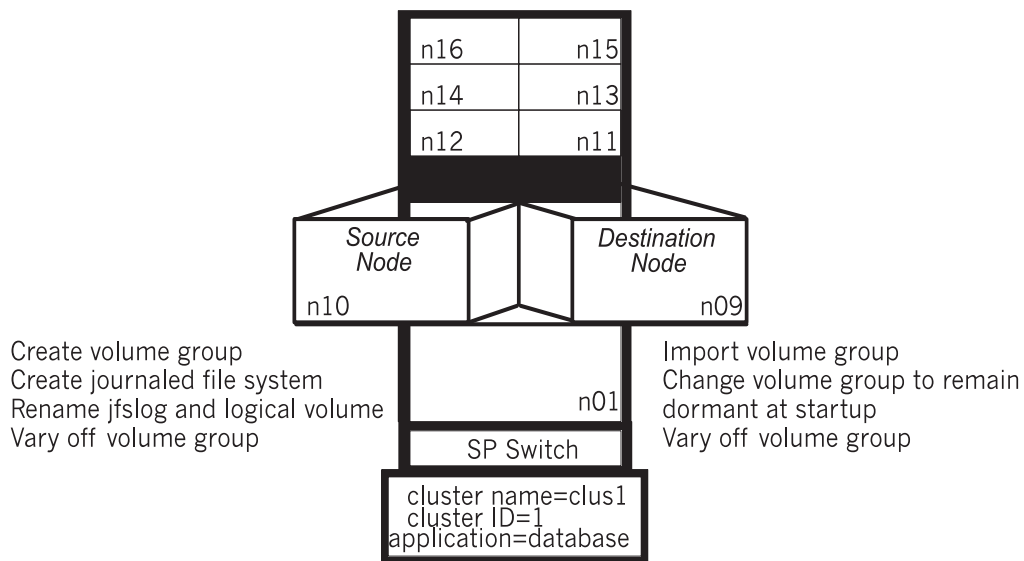 n16
n15
n14
n13
n12
n11
Source
Node
n10
Destination
Node
n09
Create volume group
Create journaled file system
Rename jfslog and logical volume
Vary off volume group
Import volume group
Change volume group to remain
dormant at startup
Vary off volume group
n01
SP Switch
cluster name=clus1
cluster ID=1
application=database